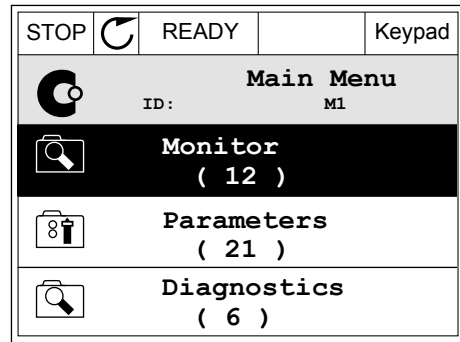 STOP READY Keypad
Main Menu
ID: M1
Monitor
( 12 )
Parameters
( 21 )
Diagnostics
( 6 )